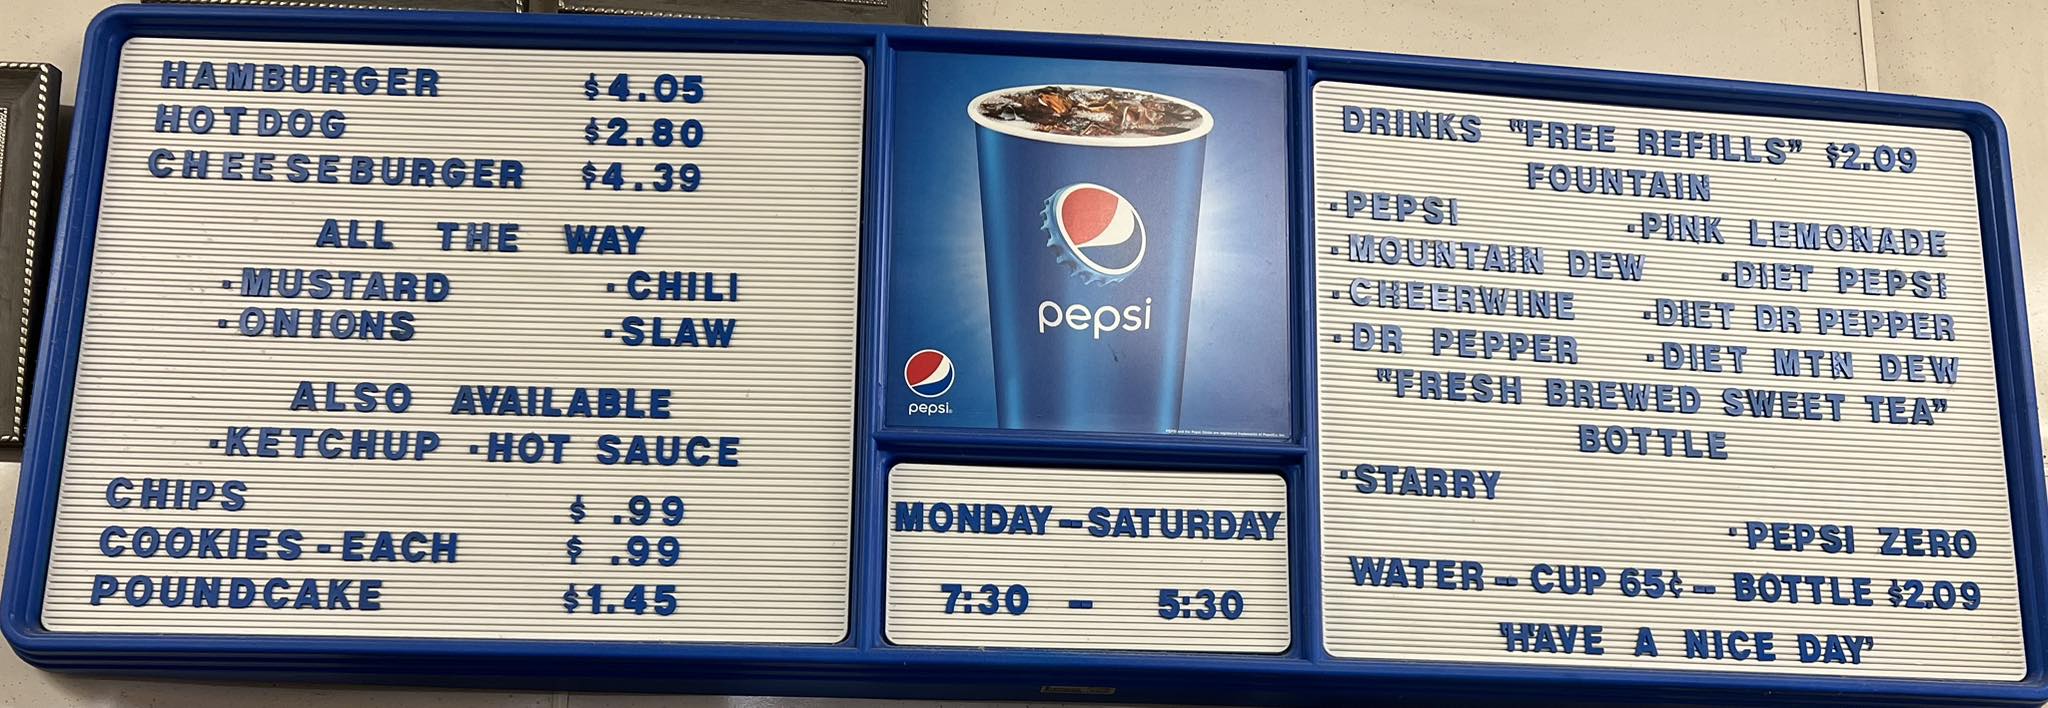 HAMBURGER $4.05
HOTDOG $2.80
CHEESEBURGER $4.39
ALL THE WAY
·MUSTARD ·CHILI
·ONIONS ·SLAW
ALSO AVAILABLE
·KETCHUP ·HOT SAUCE
CHIPS $ .99
COOKIES-EACH $ .99
POUNDCAKE $1.45
pepsi
pepsi
MONDAY--SATURDAY
7:30 -- 5:30
DRINKS "FREE REFILLS" $2.09
FOUNTAIN
·PEPSI ·PINK LEMONADE
·MOUNTAIN DEW ·DIET PEPSI
·CHEERWINE ·DIET DR PEPPER
·DR PEPPER ·DIET MTN DEW
"FRESH BREWED SWEET TEA"
BOTTLE
·STARRY
·PEPSI ZERO
WATER--CUP 65¢--BOTTLE $2.09
"HAVE A NICE DAY"